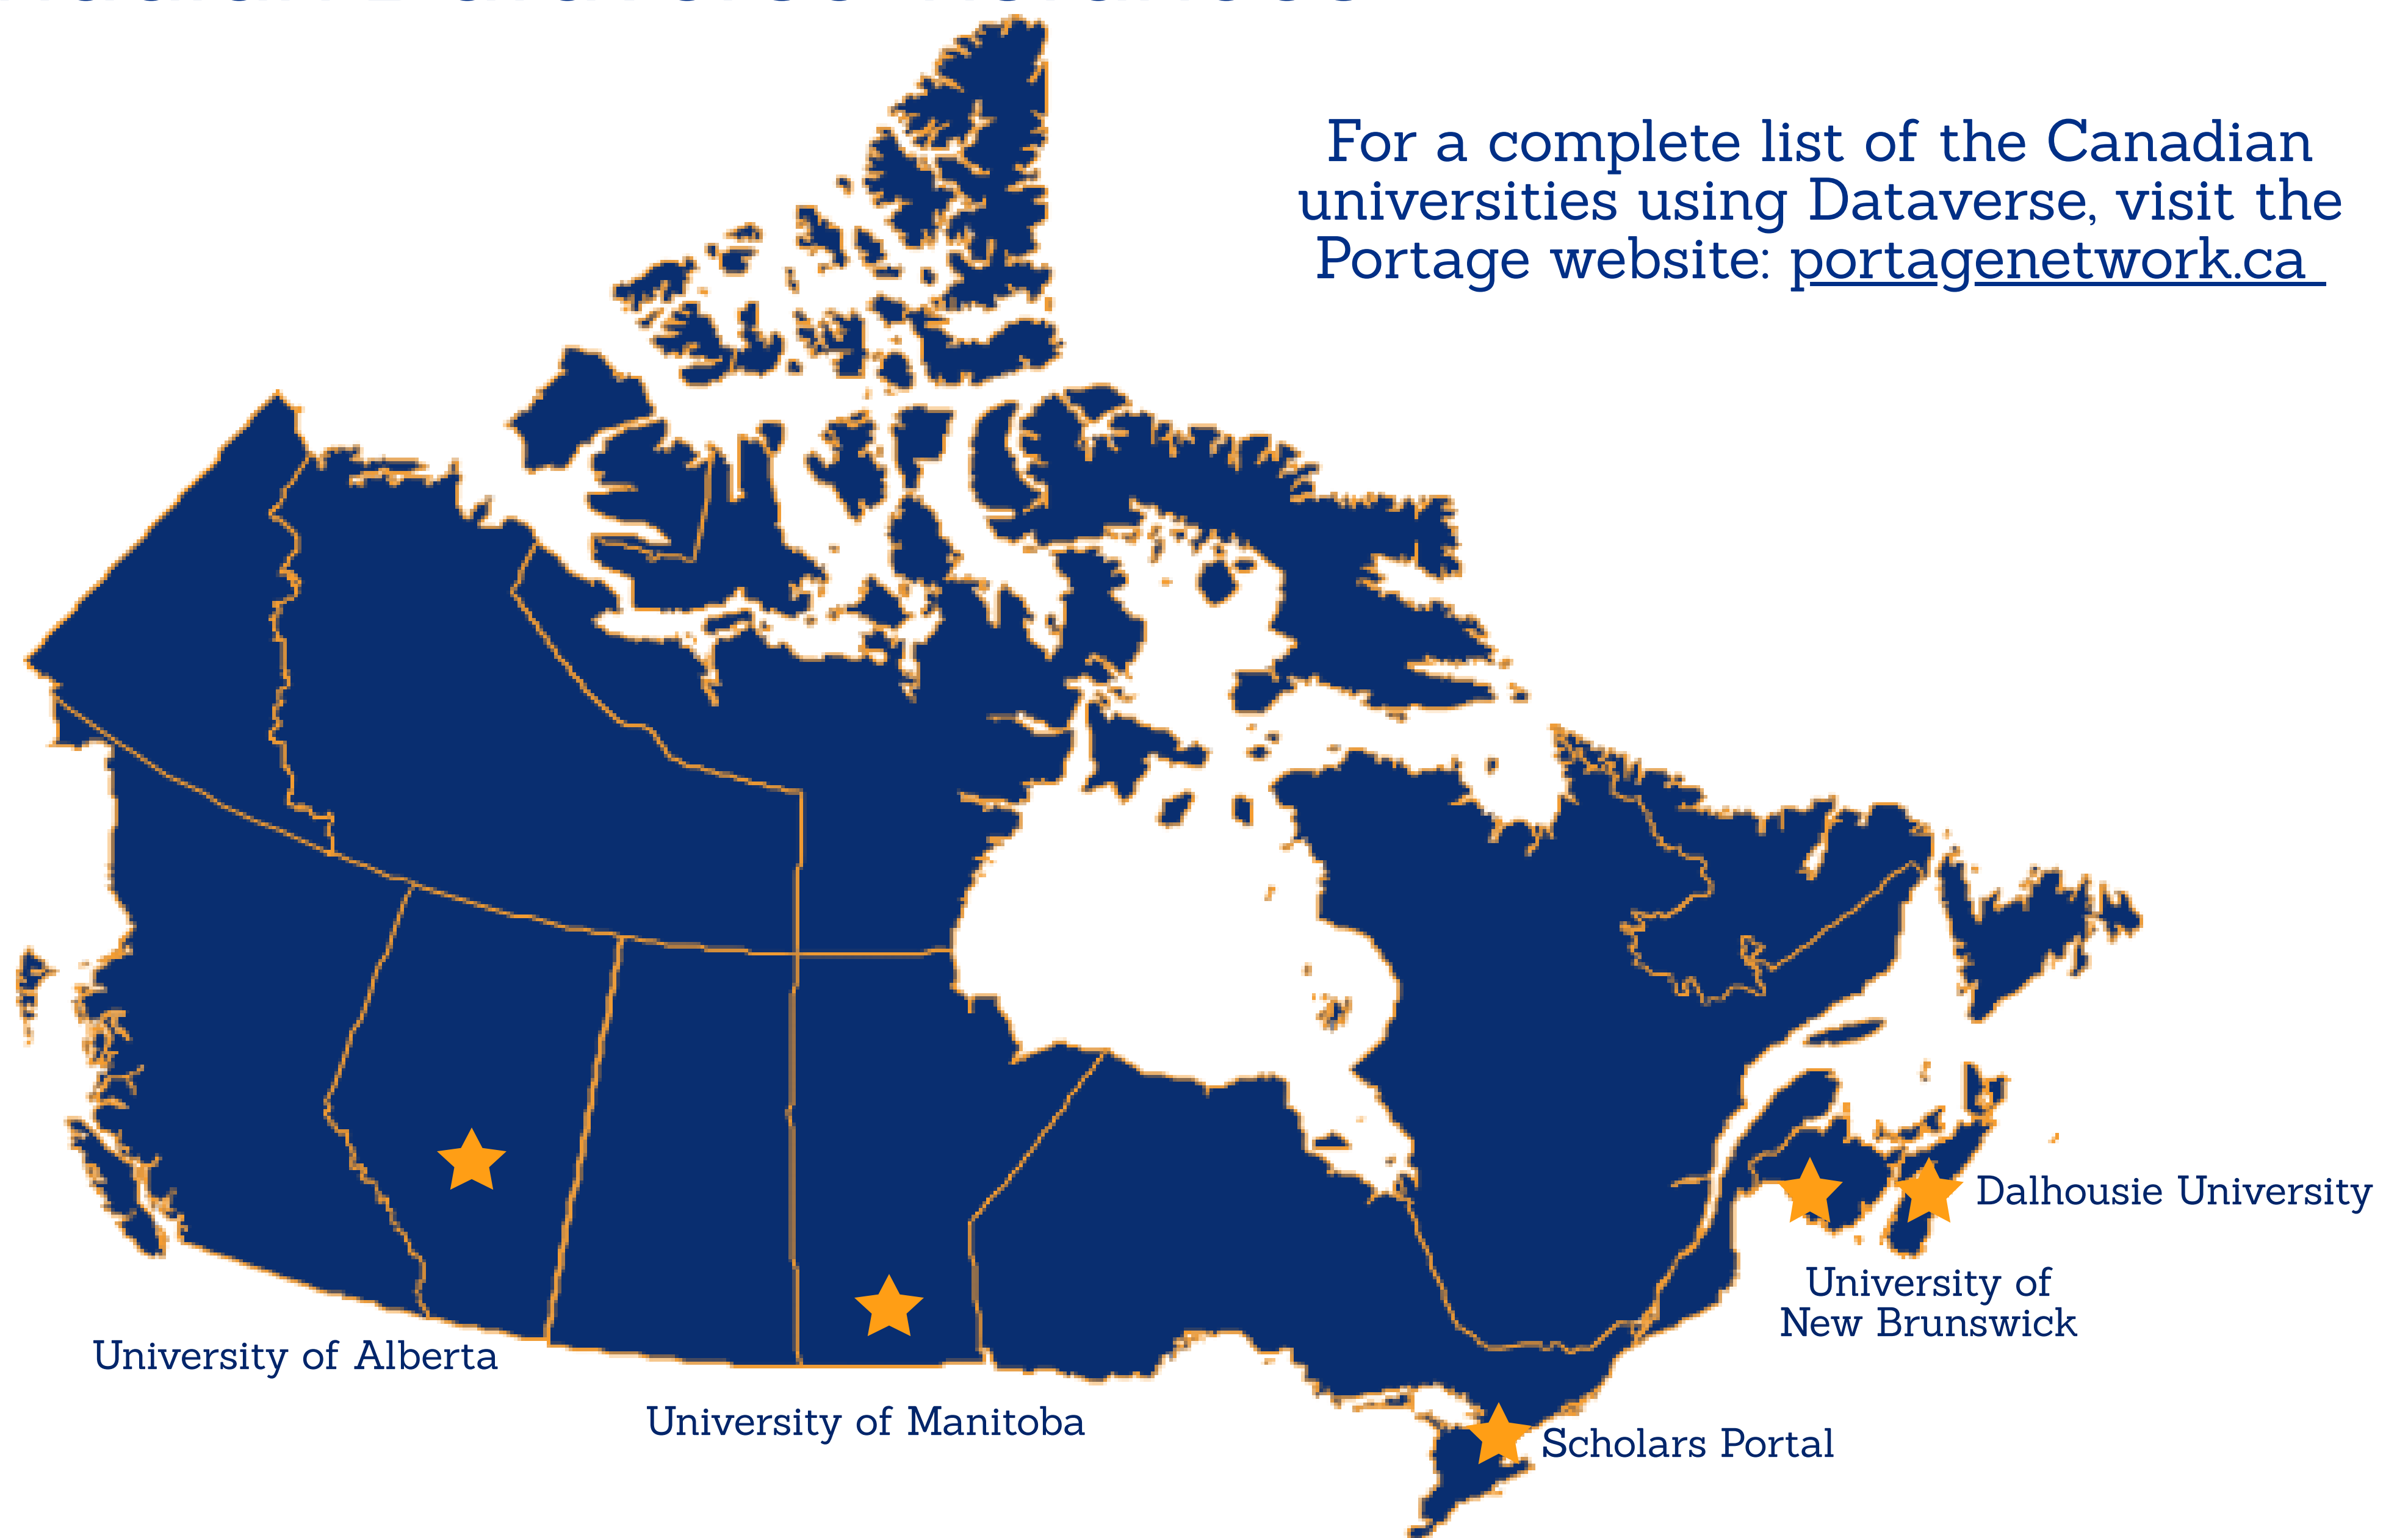 For a complete list of the Canadian
universities using Dataverse, visit the
Portage website: portagenetwork.ca
Dalhousie University
University of
New Brunswick
University of Alberta
University of Manitoba
Scholars Portal